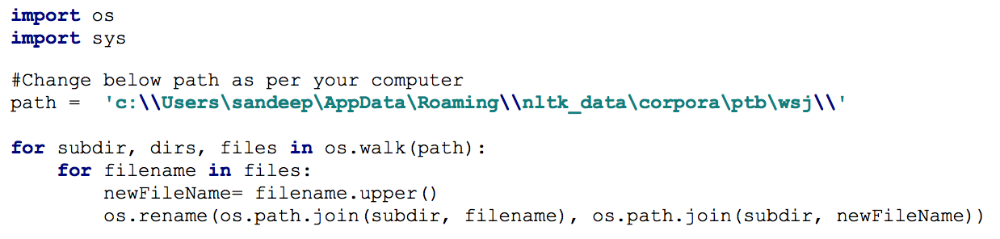 import os
import sys
#Change below path as per your computer
path =  'c:\\Users\sandeep\AppData\Roaming\\nltk_data\corpora\ptb\wsj\\'
for subdir, dirs, files in os.walk(path):
    for filename in files:
        newFileName= filename.upper()
        os.rename(os.path.join(subdir, filename), os.path.join(subdir, newFileName))